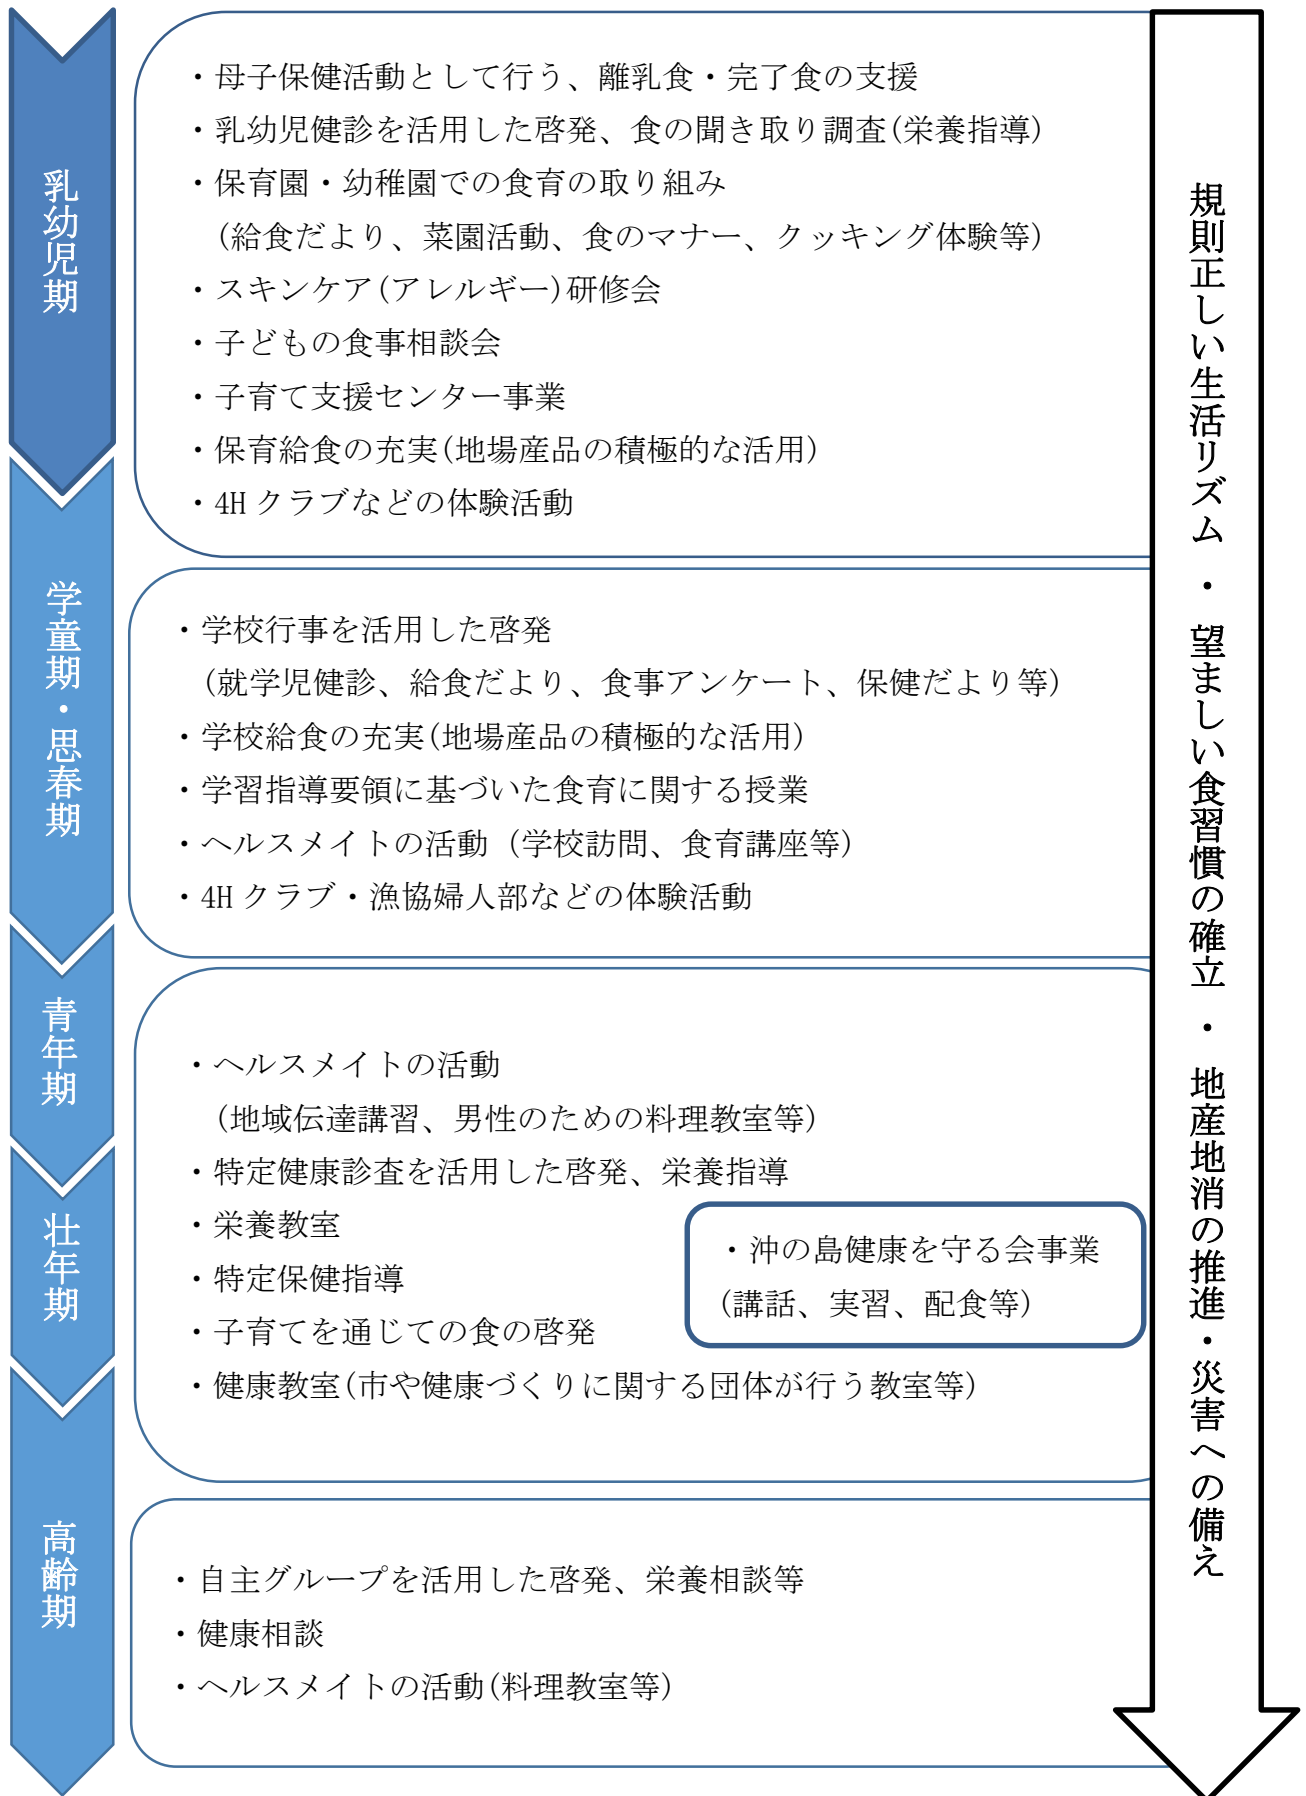 乳幼児期
・母子保健活動として行う、離乳食・完了食の支援
・乳幼児健診を活用した啓発、食の聞き取り調査(栄養指導)
・保育園・幼稚園での食育の取り組み
(給食だより、菜園活動、食のマナー、クッキング体験等)
・スキンケア(アレルギー)研修会
・子どもの食事相談会
・子育て支援センター事業
・保育給食の充実(地場産品の積極的な活用)
・4H クラブなどの体験活動
学童期・思春期
・学校行事を活用した啓発
(就学児健診、給食だより、食事アンケート、保健だより等)
・学校給食の充実(地場産品の積極的な活用)
・学習指導要領に基づいた食育に関する授業
・ヘルスメイトの活動 (学校訪問、食育講座等)
・4H クラブ・漁協婦人部などの体験活動
青年期
壮年期
・ヘルスメイトの活動
(地域伝達講習、男性のための料理教室等)
・特定健康診査を活用した啓発、栄養指導
・栄養教室
・特定保健指導
・子育てを通じての食の啓発
・健康教室(市や健康づくりに関する団体が行う教室等)
・沖の島健康を守る会事業
(講話、実習、配食等)
高齢期
・自主グループを活用した啓発、栄養相談等
・健康相談
・ヘルスメイトの活動(料理教室等)
規則正しい生活リズム ・ 望ましい食習慣の確立 ・ 地産地消の推進・災害への備え